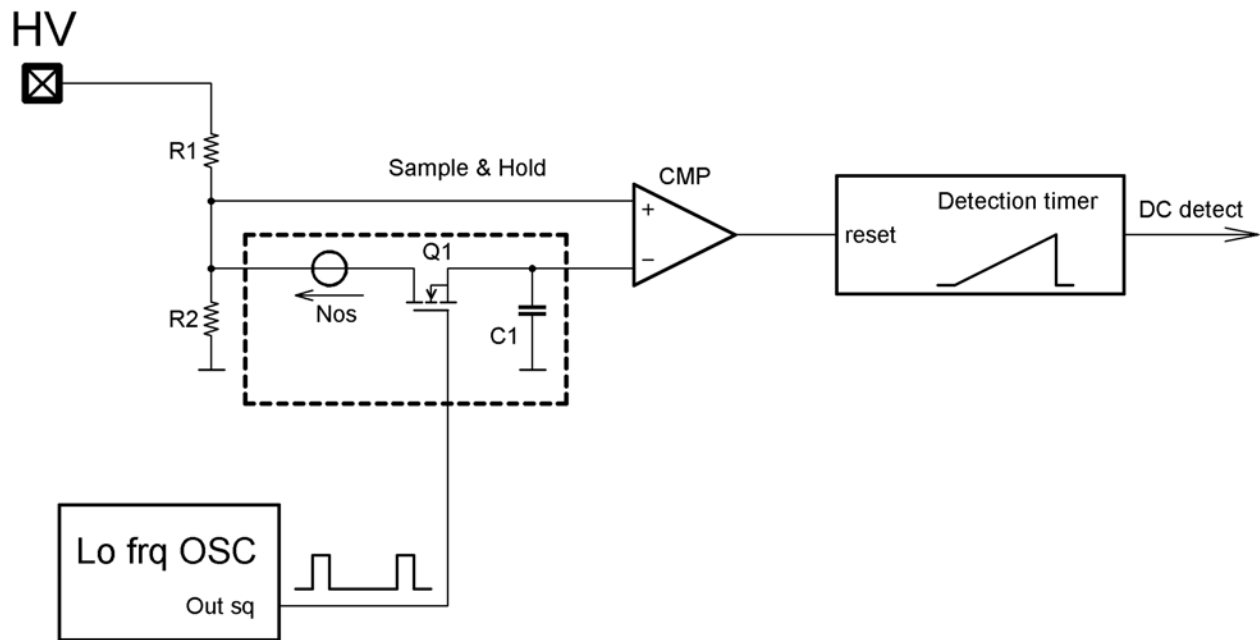 HV
R1
Sample & Hold
CMP
+
−
Detection timer
reset
DC detect
Q1
Nos
R2
C1
Lo frq OSC
Out sq